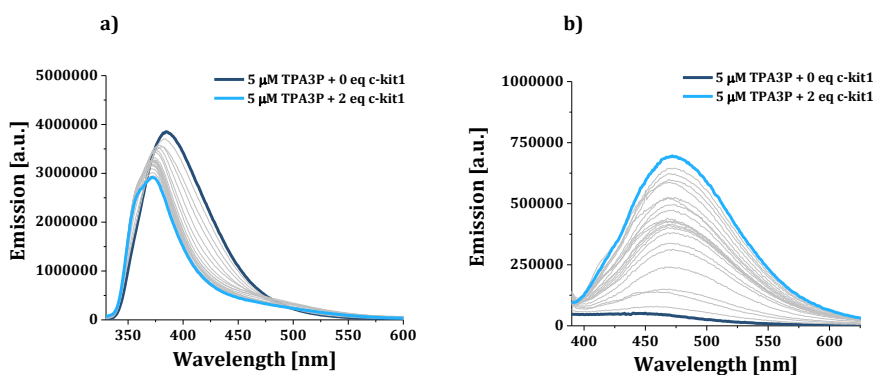 a)
5 μM TPA3P + 0 eq c-kit1
5 μM TPA3P + 2 eq c-kit1
Emission [a.u.]
5000000
4000000
3000000
2000000
1000000
0
350 400 450 500 550 600
Wavelength [nm]
b)
5 μM TPA3P + 0 eq c-kit1
5 μM TPA3P + 2 eq c-kit1
Emission [a.u.]
1000000
750000
500000
250000
0
400 450 500 550 600
Wavelength [nm]